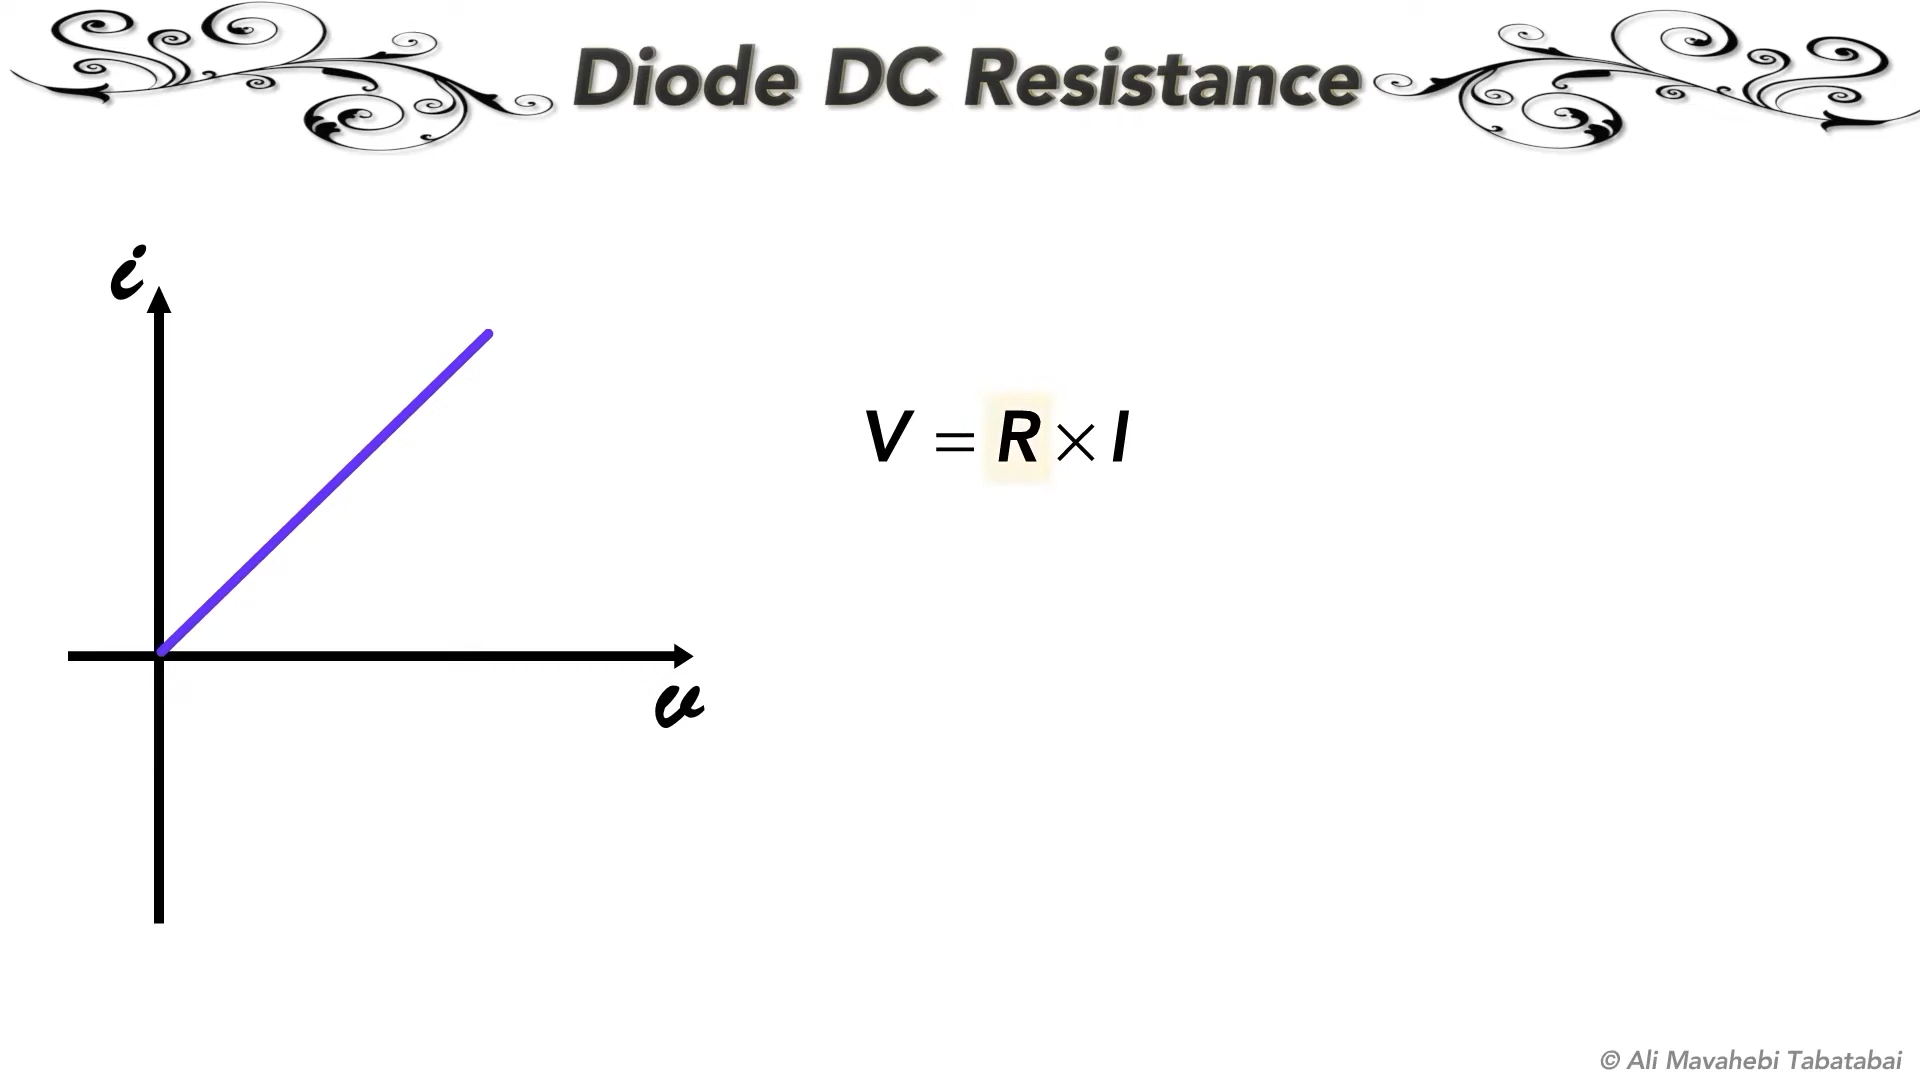 Diode DC Resistance
i
V = R × I
v
© Ali Mavahebi Tabatabai